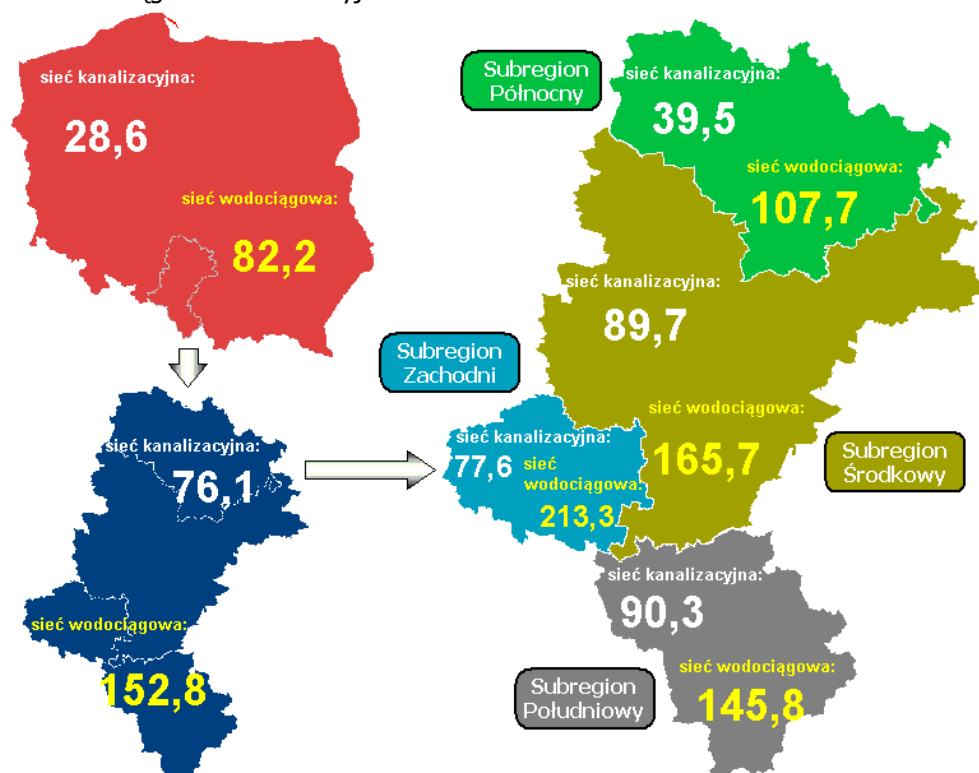 sieć kanalizacyjna:
28,6
sieć wodociągowa:
82,2
sieć kanalizacyjna:
76,1
sieć wodociągowa:
152,8
Subregion
Północny
sieć kanalizacyjna:
39,5
sieć wodociągowa:
107,7
sieć kanalizacyjna:
89,7
sieć wodociągowa:
165,7
Subregion
Środkowy
Subregion
Zachodni
sieć kanalizacyjna:
77,6
sieć
wodociągowa:
213,3
sieć kanalizacyjna:
90,3
sieć wodociągowa:
145,8
Subregion
Południowy